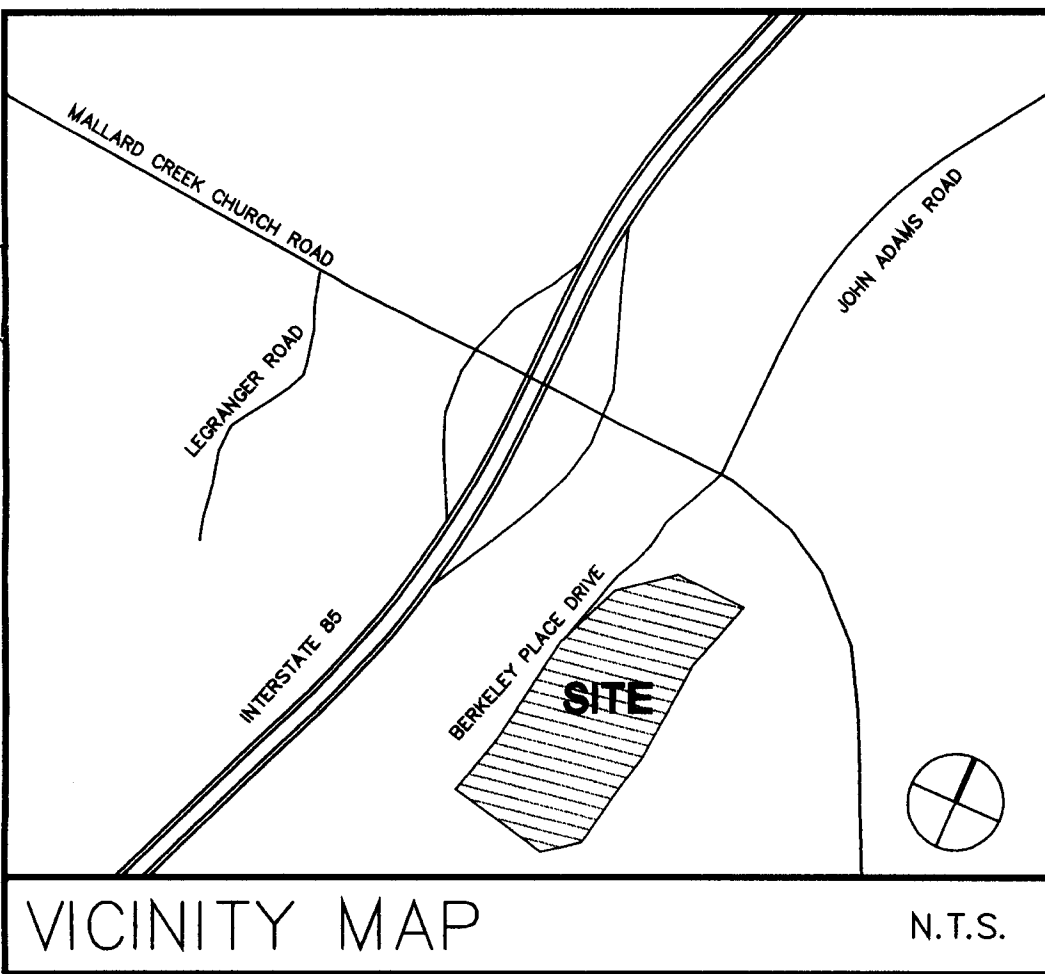 MALLARD CREEK CHURCH ROAD
JOHN ADAMS ROAD
LEGRANGER ROAD
INTERSTATE 85
BERKELEY PLACE DRIVE
SITE
VICINITY MAP
N.T.S.